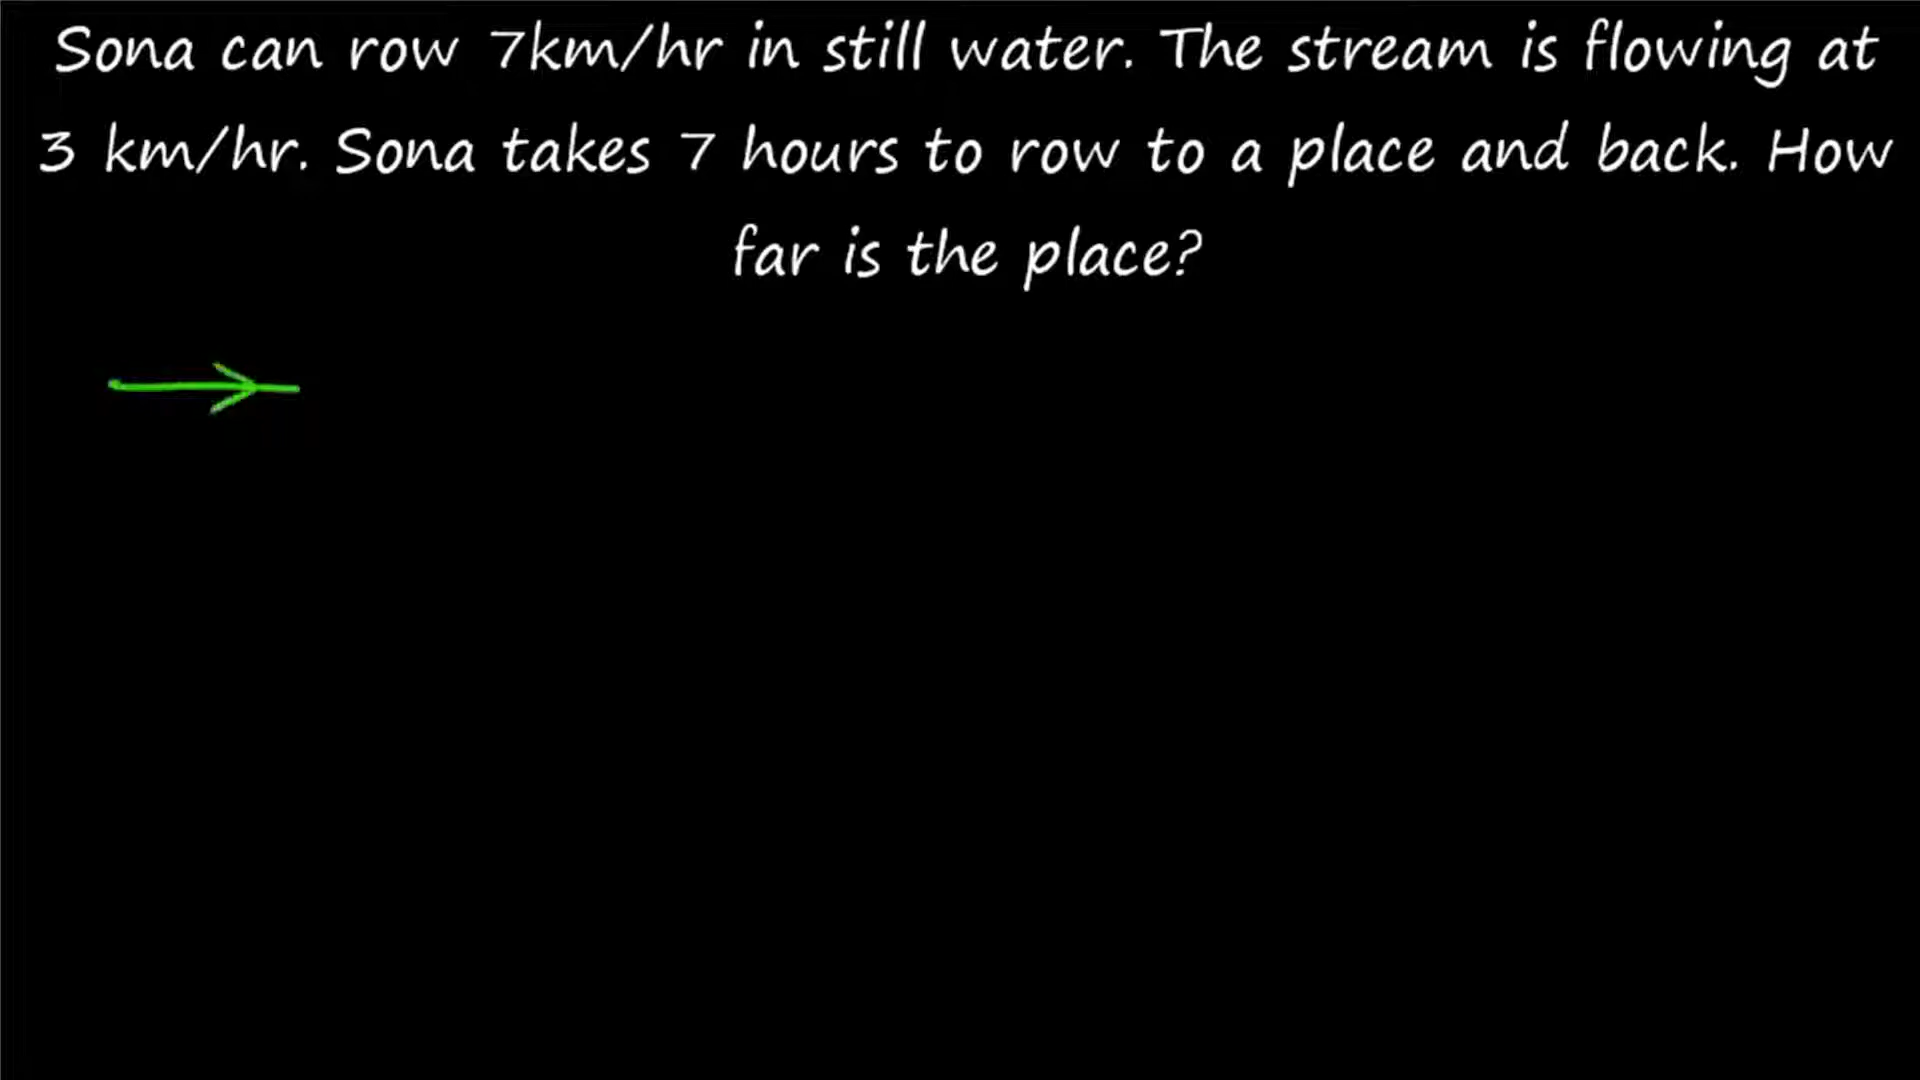 Sona can row 7km/hr in still water. The stream is flowing at
3 km/hr. Sona takes 7 hours to row to a place and back. How
far is the place?